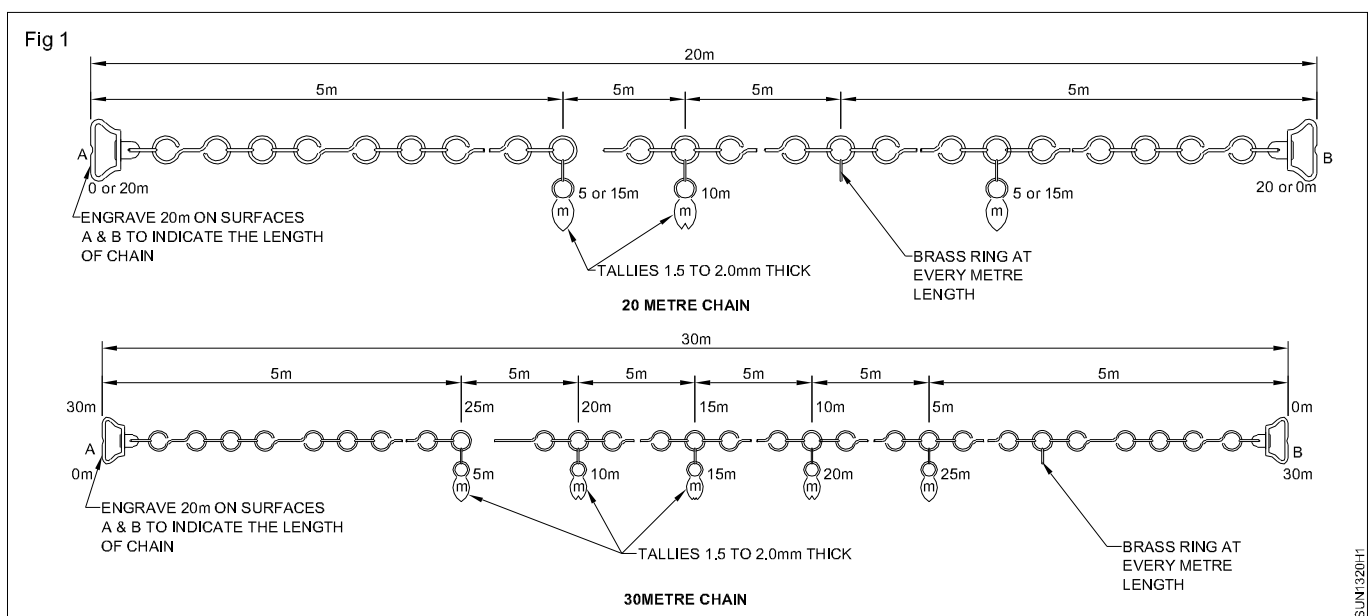 Fig 1
20m
5m 5m 5m 5m
A
B
0 or 20m
5 or 15m
10m
5 or 15m
20 or 0m
m m m
ENGRAVE 20m ON SURFACES
A & B TO INDICATE THE LENGTH
OF CHAIN
TALLIES 1.5 TO 2.0mm THICK
BRASS RING AT
EVERY METRE
LENGTH
20 METRE CHAIN
30m
5m 5m 5m 5m 5m 5m
30m 25m 20m 15m 10m 5m 0m
A
B
0m 5m 10m 15m 20m 25m 30m
m m m m m
ENGRAVE 20m ON SURFACES
A & B TO INDICATE THE LENGTH
OF CHAIN
TALLIES 1.5 TO 2.0mm THICK
BRASS RING AT
EVERY METRE
LENGTH
30METRE CHAIN
SUN1320H1